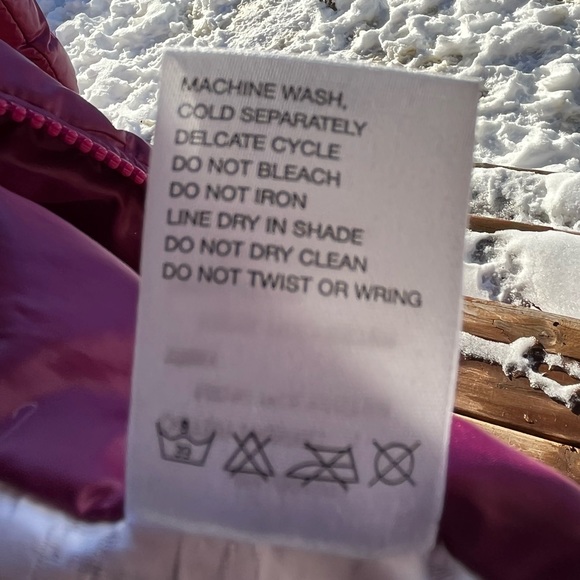 MACHINE WASH,
COLD SEPARATELY
DELCATE CYCLE
DO NOT BLEACH
DO NOT IRON
LINE DRY IN SHADE
DO NOT DRY CLEAN
DO NOT TWIST OR WRING
30